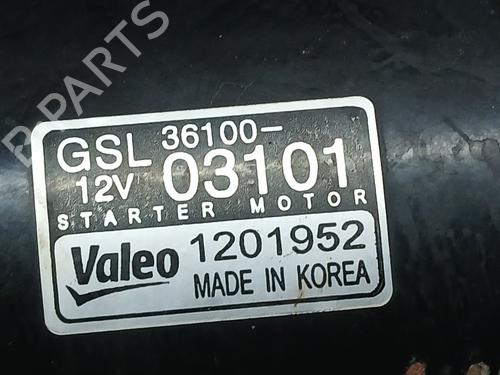 B-PARTS
GSL 36100-
12V 03101
STARTER MOTOR
Valeo 1201952
MADE IN KOREA